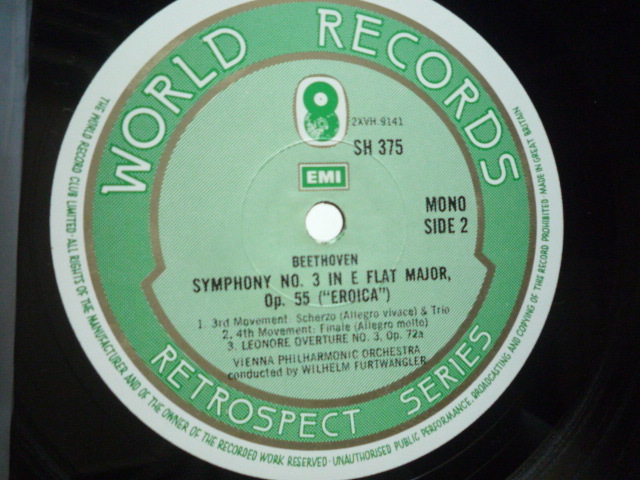 WORLD RECORDS
2XVH.9141
SH 375
EMI
MONO
SIDE 2
BEETHOVEN
SYMPHONY NO. 3 IN E FLAT MAJOR,
Op. 55 ("EROICA")
1. 3rd Movement: Scherzo (Allegro vivace) & Trio
2. 4th Movement: Finale (Allegro molto)
3. LEONORE OVERTURE NO. 3, Op. 72a
VIENNA PHILHARMONIC ORCHESTRA
conducted by WILHELM FURTWANGLER
RETROSPECT SERIES
THE WORLD RECORD CLUB LIMITED · ALL RIGHTS OF THE MANUFACTURER AND OF THE OWNER OF THE RECORDED WORK RESERVED · UNAUTHORISED PUBLIC PERFORMANCE, BROADCASTING AND COPYING OF THIS RECORD PROHIBITED MADE IN GREAT BRITAIN